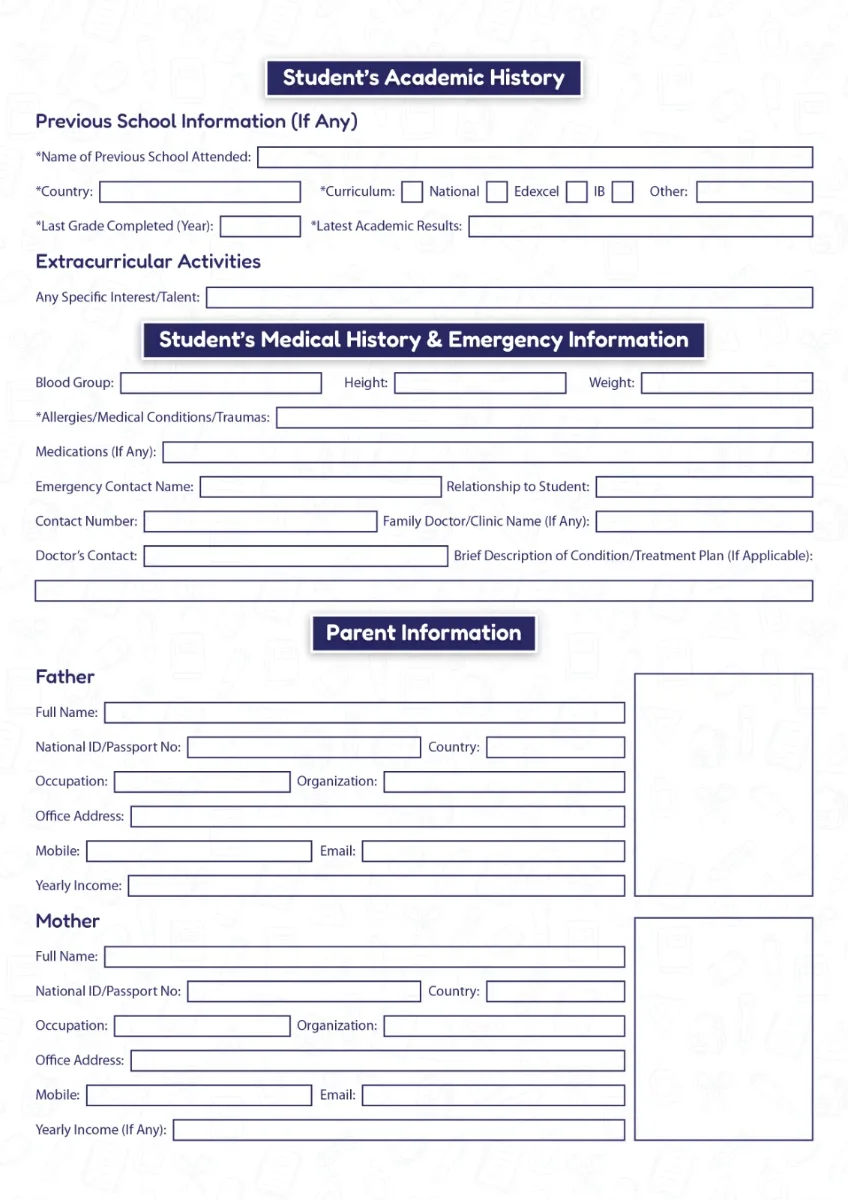 Student's Academic History
Previous School Information (If Any)
*Name of Previous School Attended:
*Country: *Curriculum: National Edexcel IB Other:
*Last Grade Completed (Year): *Latest Academic Results:
Extracurricular Activities
Any Specific Interest/Talent:
Student's Medical History & Emergency Information
Blood Group: Height: Weight:
*Allergies/Medical Conditions/Traumas:
Medications (If Any):
Emergency Contact Name: Relationship to Student:
Contact Number: Family Doctor/Clinic Name (If Any):
Doctor's Contact: Brief Description of Condition/Treatment Plan (If Applicable):
Parent Information
Father
Full Name:
National ID/Passport No: Country:
Occupation: Organization:
Office Address:
Mobile: Email:
Yearly Income:
Mother
Full Name:
National ID/Passport No: Country:
Occupation: Organization:
Office Address:
Mobile: Email:
Yearly Income (If Any):